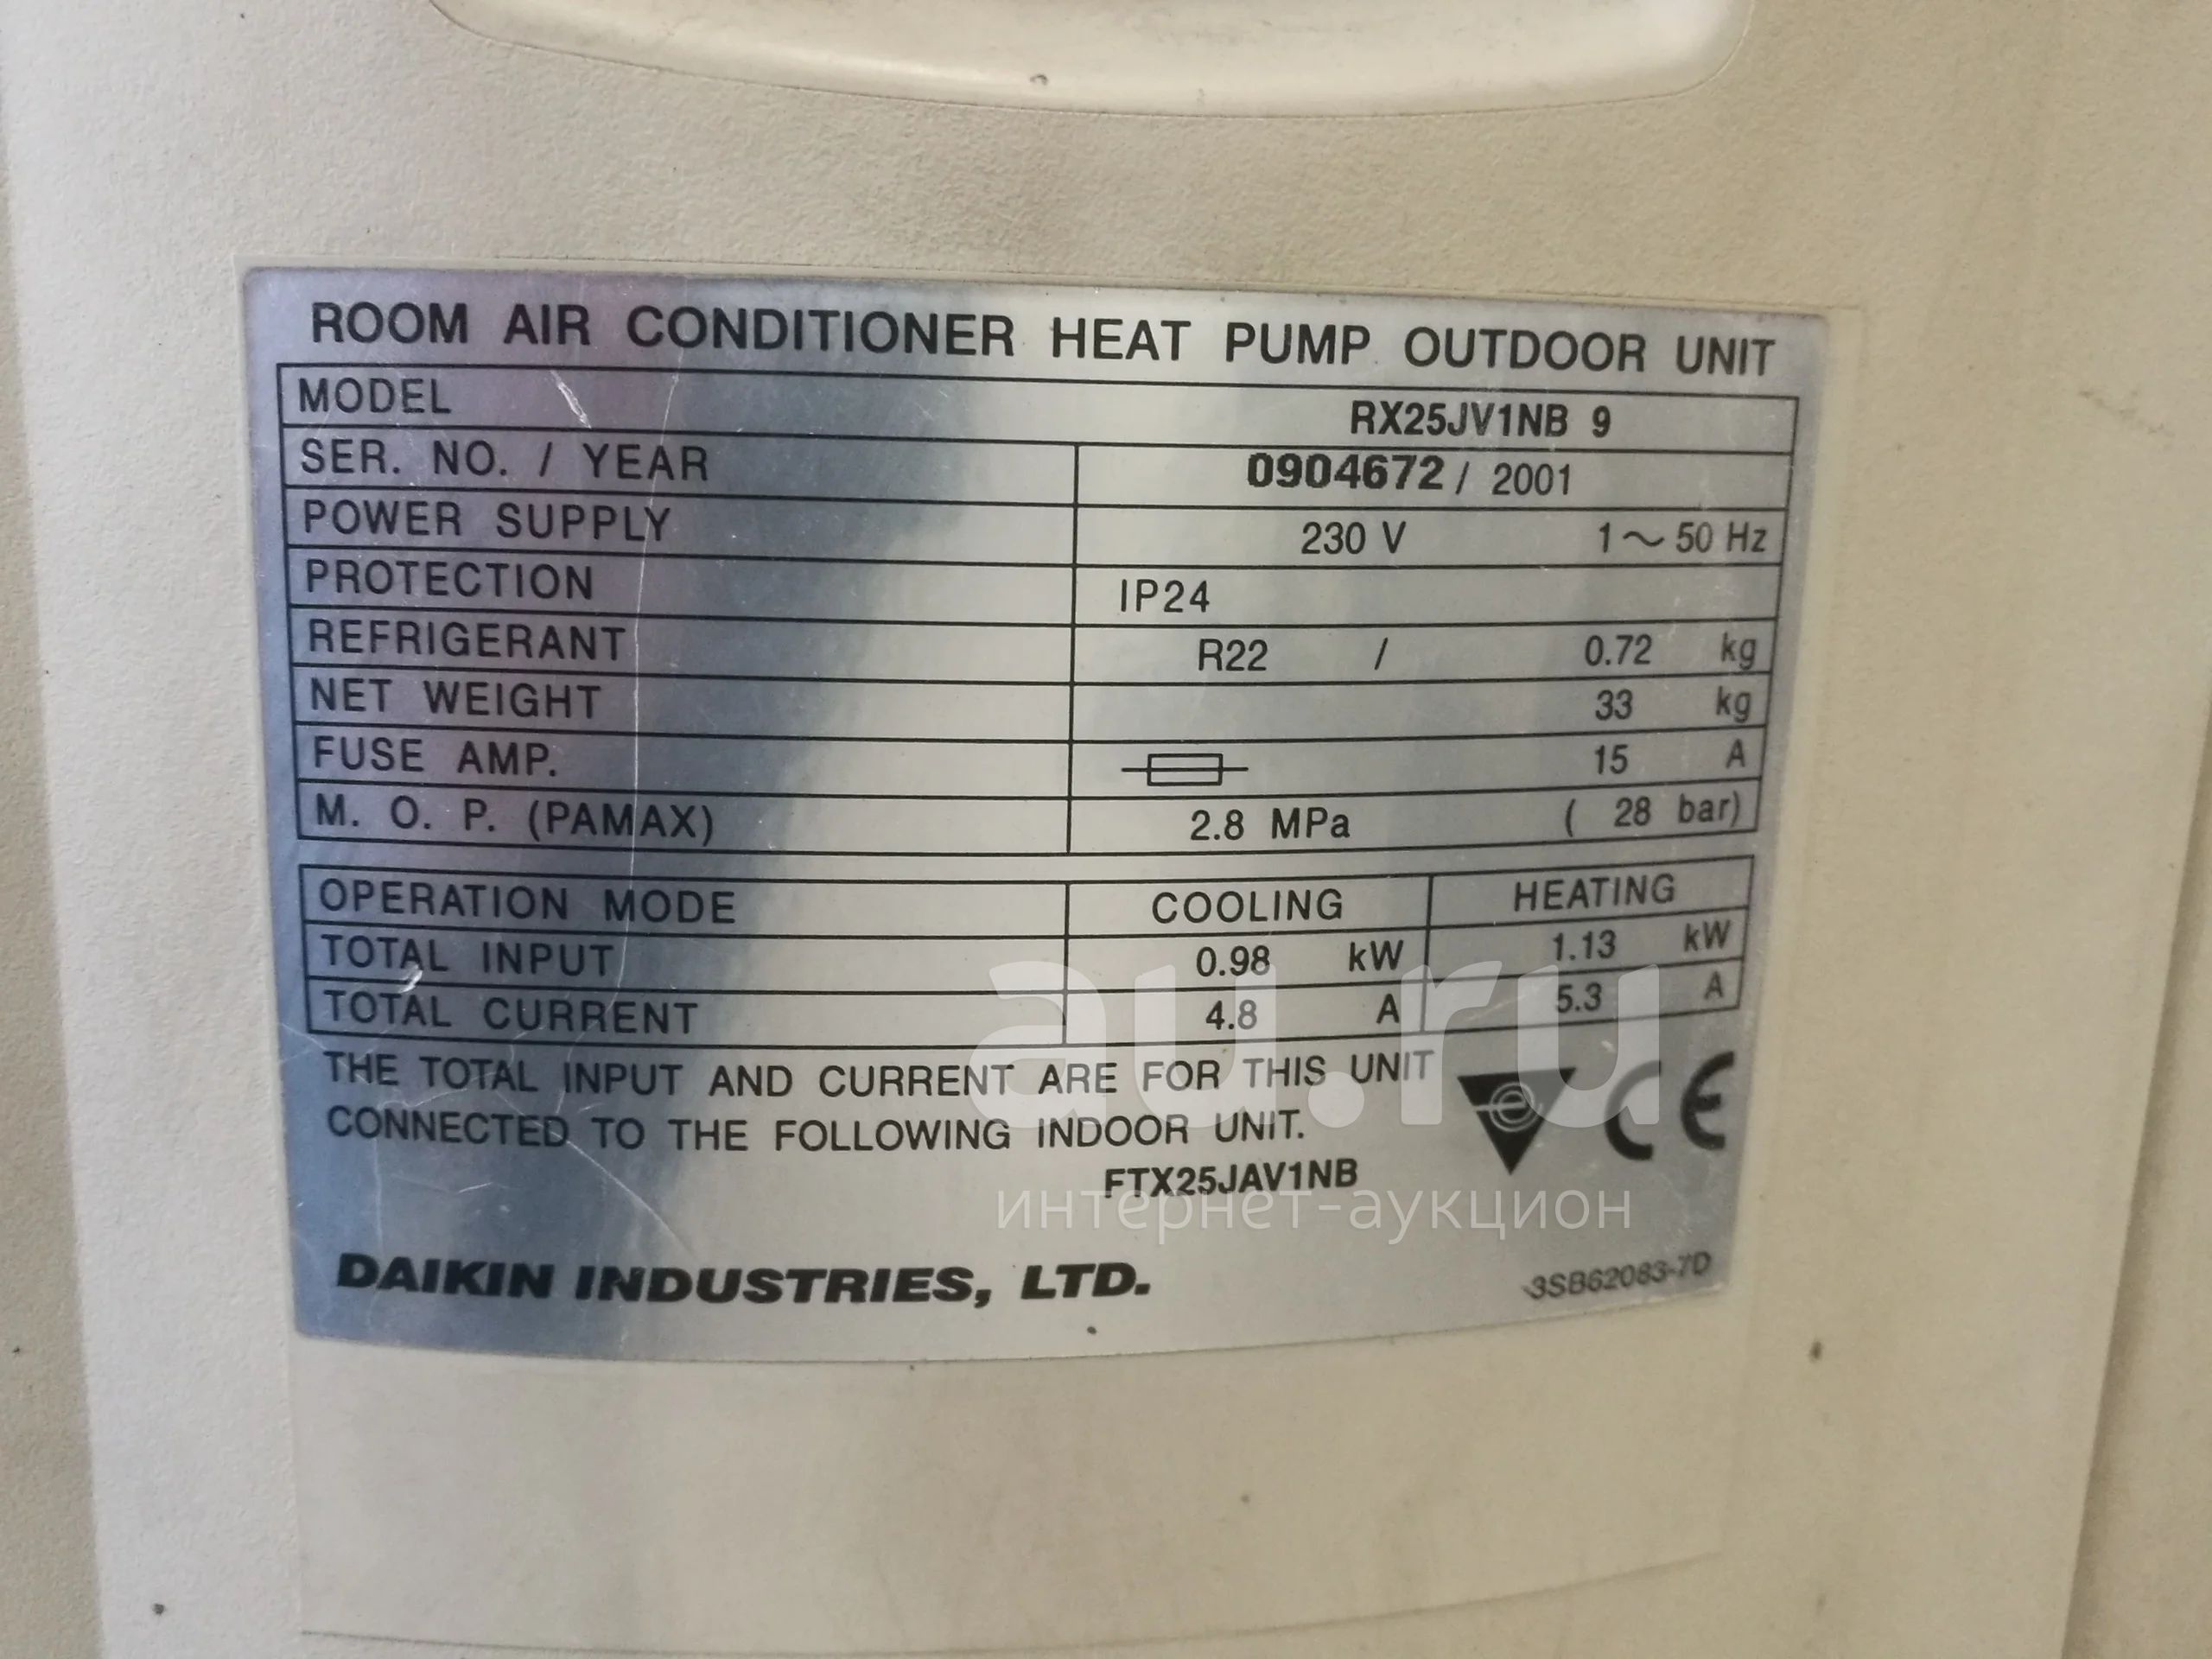 ROOM AIR CONDITIONER HEAT PUMP OUTDOOR UNIT
MODEL RX25JV1NB 9
SER. NO. / YEAR 0904672 / 2001
POWER SUPPLY 230 V 1～50 Hz
PROTECTION IP24
REFRIGERANT R22 / 0.72 kg
NET WEIGHT 33 kg
FUSE AMP. 15 A
M. O. P. (PAMAX) 2.8 MPa ( 28 bar)
OPERATION MODE COOLING HEATING
TOTAL INPUT 0.98 kW 1.13 kW
TOTAL CURRENT 4.8 A 5.3 A
THE TOTAL INPUT AND CURRENT ARE FOR THIS UNIT
CONNECTED TO THE FOLLOWING INDOOR UNIT.
FTX25JAV1NB
CE
DAIKIN INDUSTRIES, LTD.
3SB62083-7D
au.ru
интернет-аукцион